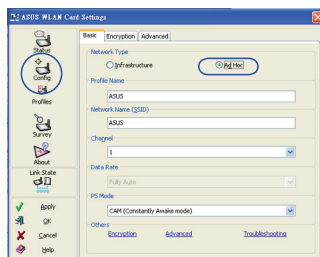 ASUS WLAN Card Settings
Status
Config
Profiles
Survey
About
Link State
Apply
OK
Cancel
Help
Basic Encryption Advanced
Network Type
Infrastructure Ad Hoc
Profile Name
ASUS
Network Name (SSID)
ASUS
Channel
1
Data Rate
Fully Auto
PS Mode
CAM (Constantly Awake mode)
Others
Encryption Advanced Troubleshooting